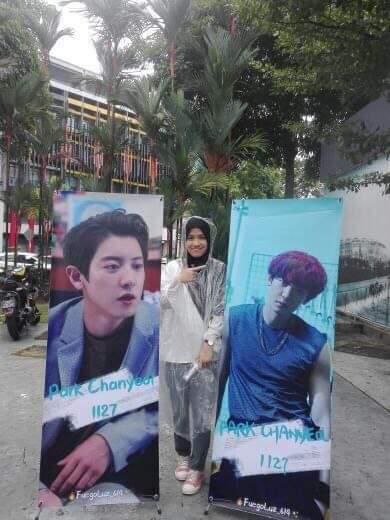 Park Chanyeol
1127
FuegoLuz_614
PARK CHANYEOL
1127
FuegoLuz_614